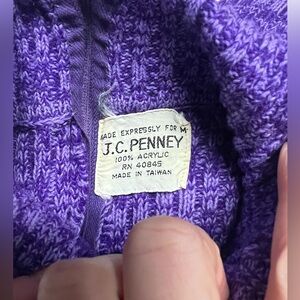 MADE EXPRESSLY FOR M
J.C. PENNEY
100% ACRYLIC
RN 40845
MADE IN TAIWAN